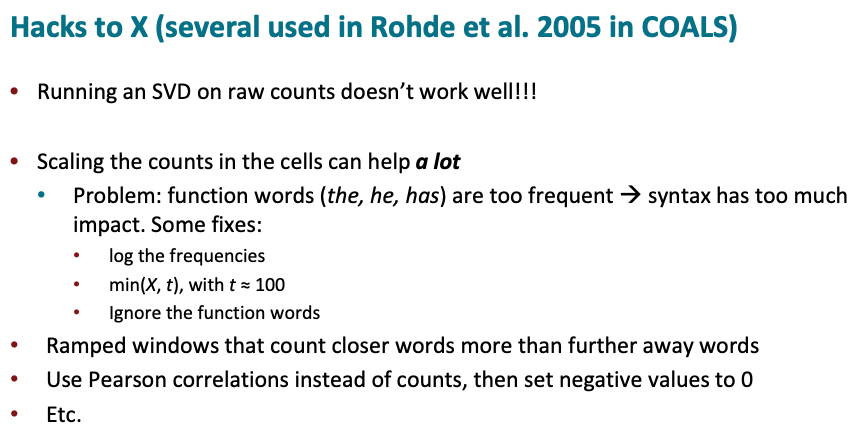 Hacks to X (several used in Rohde et al. 2005 in COALS)
• Running an SVD on raw counts doesn’t work well!!!
• Scaling the counts in the cells can help a lot
• Problem: function words (the, he, has) are too frequent → syntax has too much
impact. Some fixes:
• log the frequencies
• min(X, t), with t ≈ 100
• Ignore the function words
• Ramped windows that count closer words more than further away words
• Use Pearson correlations instead of counts, then set negative values to 0
• Etc.